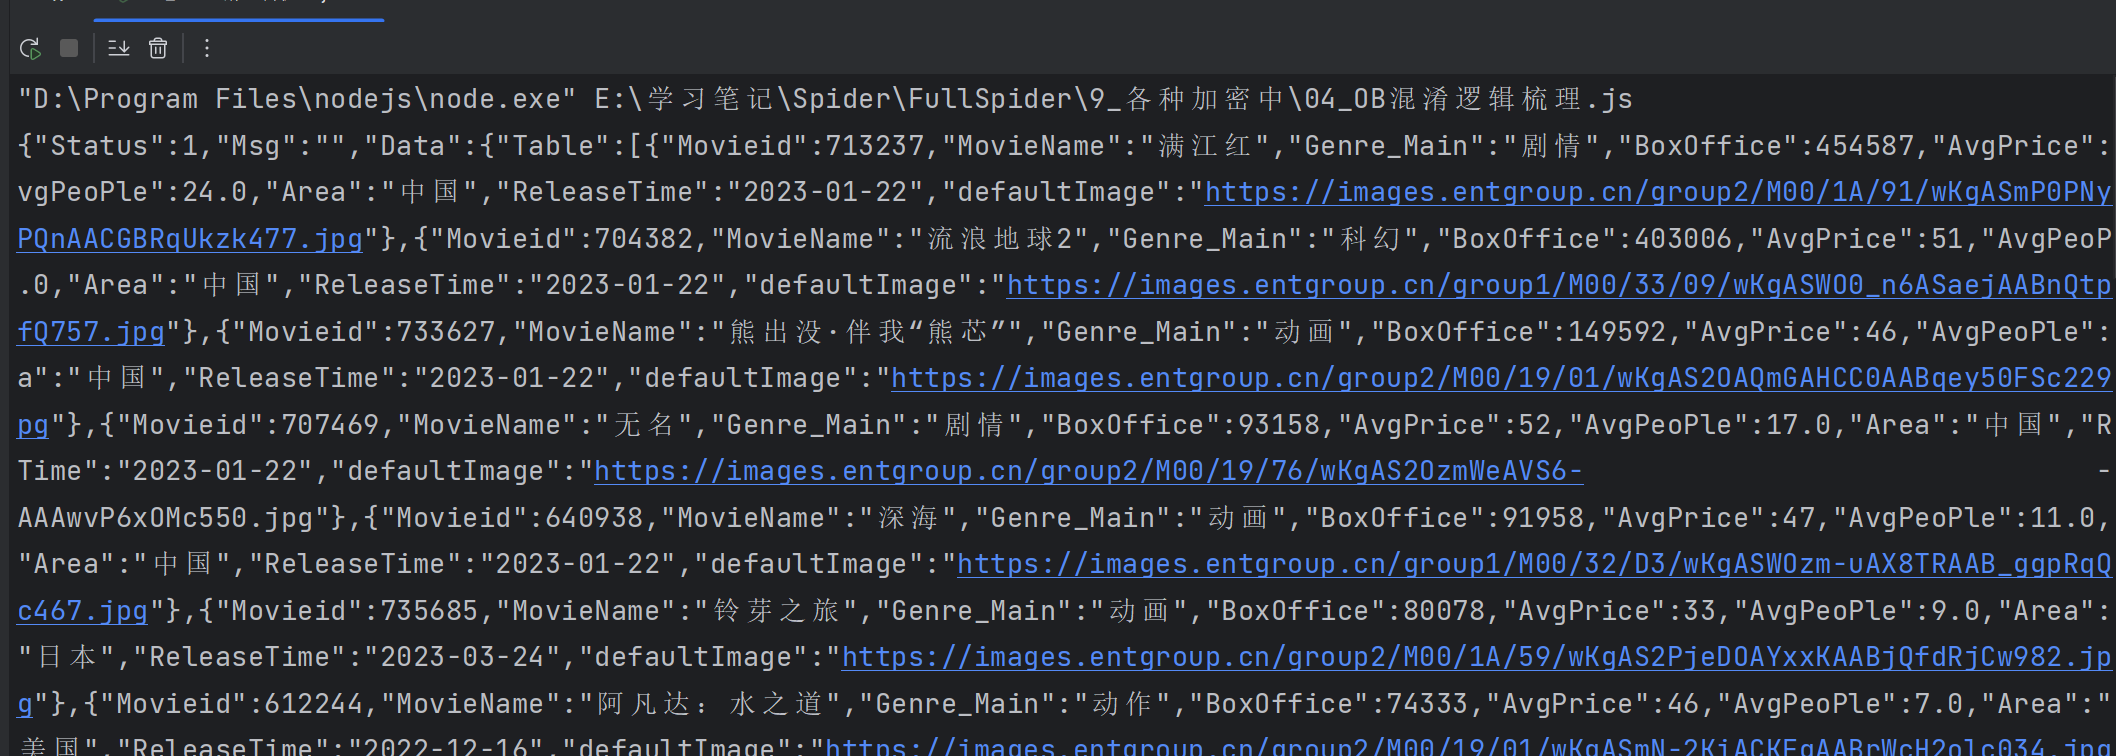 "D:\Program Files\nodejs\node.exe" E:\学习笔记\Spider\FullSpider\9_各种加密中\04_OB混淆逻辑梳理.js
{"Status":1,"Msg":"","Data":{"Table":[{"Movieid":713237,"MovieName":"满江红","Genre_Main":"剧情","BoxOffice":454587,"AvgPrice":
vgPeoPle":24.0,"Area":"中国","ReleaseTime":"2023-01-22","defaultImage":"https://images.entgroup.cn/group2/M00/1A/91/wKgASmP0PNy
PQnAACGBRqUkzk477.jpg"},{"Movieid":704382,"MovieName":"流浪地球2","Genre_Main":"科幻","BoxOffice":403006,"AvgPrice":51,"AvgPeoP
.0,"Area":"中国","ReleaseTime":"2023-01-22","defaultImage":"https://images.entgroup.cn/group1/M00/33/09/wKgASWO0_n6ASaejAABnQtp
fQ757.jpg"},{"Movieid":733627,"MovieName":"熊出没·伴我“熊芯”","Genre_Main":"动画","BoxOffice":149592,"AvgPrice":46,"AvgPeoPle":
a":"中国","ReleaseTime":"2023-01-22","defaultImage":"https://images.entgroup.cn/group2/M00/19/01/wKgAS2OAQmGAHCC0AABqey50FSc229
pg"},{"Movieid":707469,"MovieName":"无名","Genre_Main":"剧情","BoxOffice":93158,"AvgPrice":52,"AvgPeoPle":17.0,"Area":"中国","R
Time":"2023-01-22","defaultImage":"https://images.entgroup.cn/group2/M00/19/76/wKgAS2OzmWeAVS6- -
AAAwvP6xOMc550.jpg"},{"Movieid":640938,"MovieName":"深海","Genre_Main":"动画","BoxOffice":91958,"AvgPrice":47,"AvgPeoPle":11.0,
"Area":"中国","ReleaseTime":"2023-01-22","defaultImage":"https://images.entgroup.cn/group1/M00/32/D3/wKgASWOzm-uAX8TRAAB_ggpRqQ
c467.jpg"},{"Movieid":735685,"MovieName":"铃芽之旅","Genre_Main":"动画","BoxOffice":80078,"AvgPrice":33,"AvgPeoPle":9.0,"Area":
"日本","ReleaseTime":"2023-03-24","defaultImage":"https://images.entgroup.cn/group2/M00/1A/59/wKgAS2PjeDOAYxxKAABjQfdRjCw982.jp
g"},{"Movieid":612244,"MovieName":"阿凡达：水之道","Genre_Main":"动作","BoxOffice":74333,"AvgPrice":46,"AvgPeoPle":7.0,"Area":"
美国","ReleaseTime":"2022-12-16","defaultImage":"https://images.entgroup.cn/group2/M00/19/01/wKgASmN-2KiACKEgAABrWcH2olc034.jpg